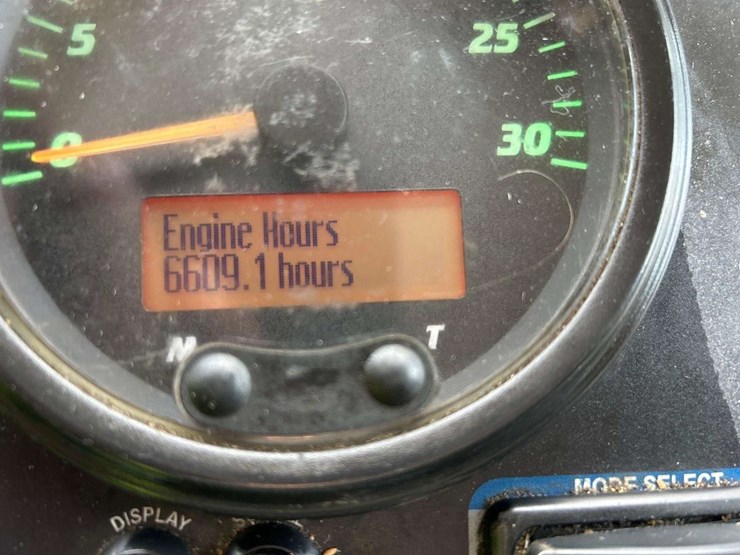 5
25
0
30
Engine Hours
6609.1 hours
M
T
DISPLAY
MODE SELECT